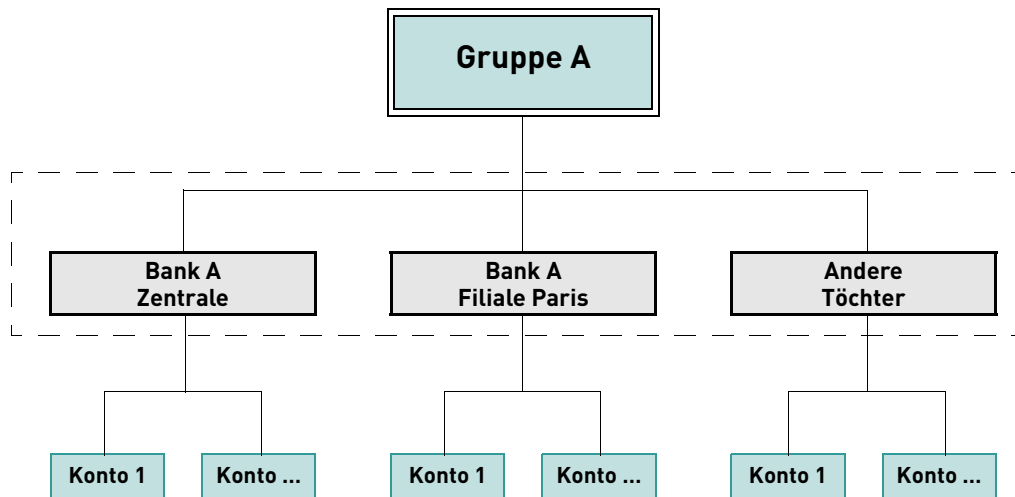 Gruppe A
Bank A
Zentrale
Bank A
Filiale Paris
Andere
Töchter
Konto 1
Konto ...
Konto 1
Konto ...
Konto 1
Konto ...